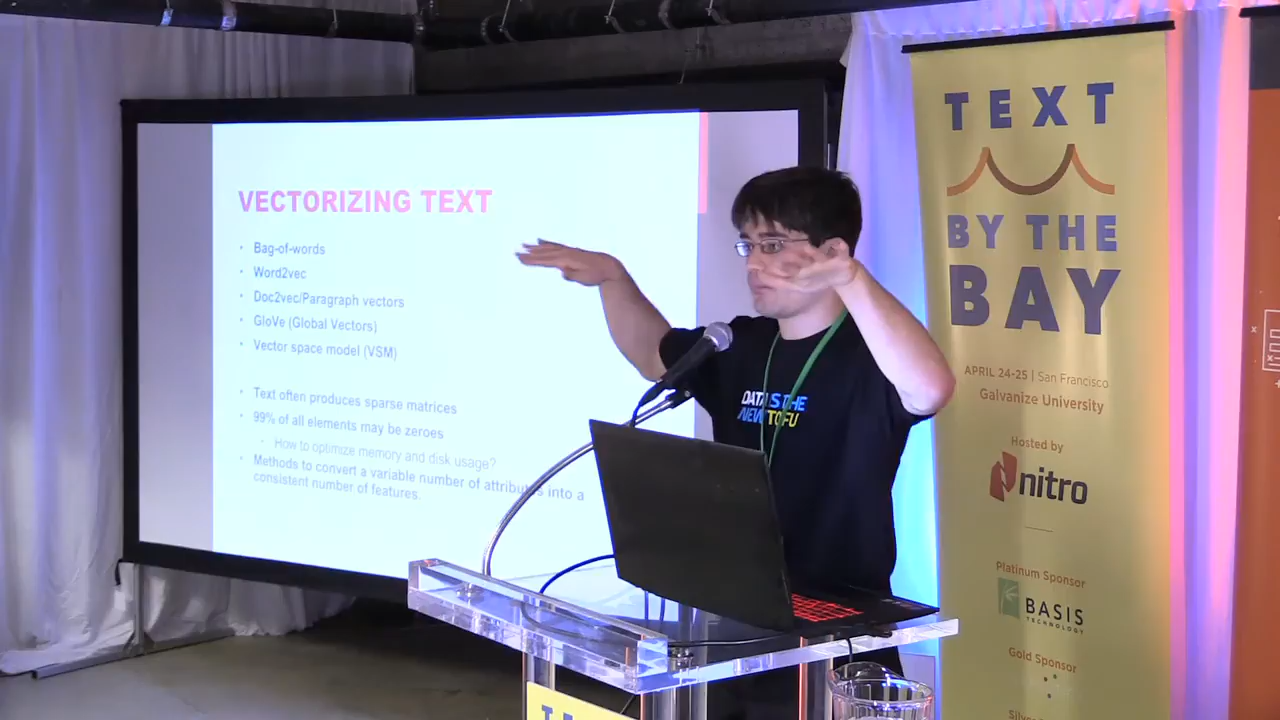 VECTORIZING TEXT
• Bag-of-words
• Word2vec
• Doc2vec/Paragraph vectors
• GloVe (Global Vectors)
• Vector space model (VSM)
• Text often produces sparse matrices
• 99% of all elements may be zeroes
• How to optimize memory and disk usage?
• Methods to convert a variable number of attributes into a
consistent number of features.
DATA IS THE
NEW TOFU
TEXT
BY THE
BAY
APRIL 24-25 | San Francisco
Galvanize University
Hosted by
nitro
Platinum Sponsor
BASIS
TECHNOLOGY
Gold Sponsor